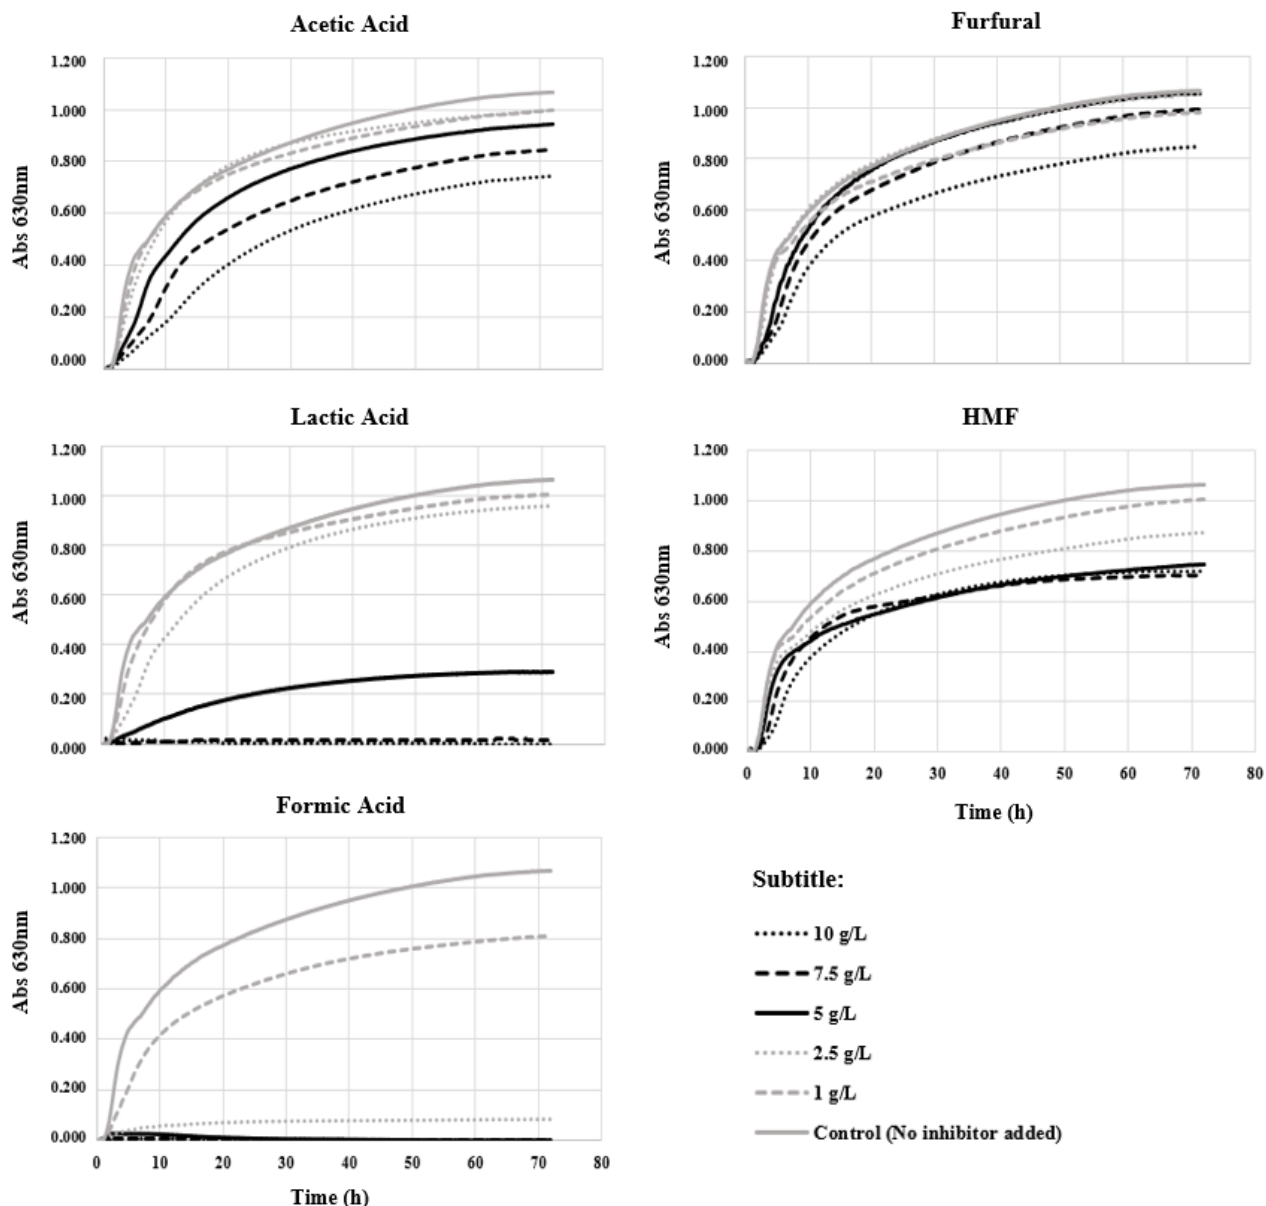 Acetic Acid
1.200
1.000
0.800
0.600
0.400
0.200
0.000
Abs 630nm
Furfural
1.200
1.000
0.800
0.600
0.400
0.200
0.000
Abs 630nm
Lactic Acid
1.200
1.000
0.800
0.600
0.400
0.200
0.000
Abs 630nm
HMF
1.200
1.000
0.800
0.600
0.400
0.200
0.000
Abs 630nm
0 10 20 30 40 50 60 70 80
Time (h)
Formic Acid
1.200
1.000
0.800
0.600
0.400
0.200
0.000
Abs 630nm
0 10 20 30 40 50 60 70 80
Time (h)
Subtitle:
10 g/L
7.5 g/L
5 g/L
2.5 g/L
1 g/L
Control (No inhibitor added)